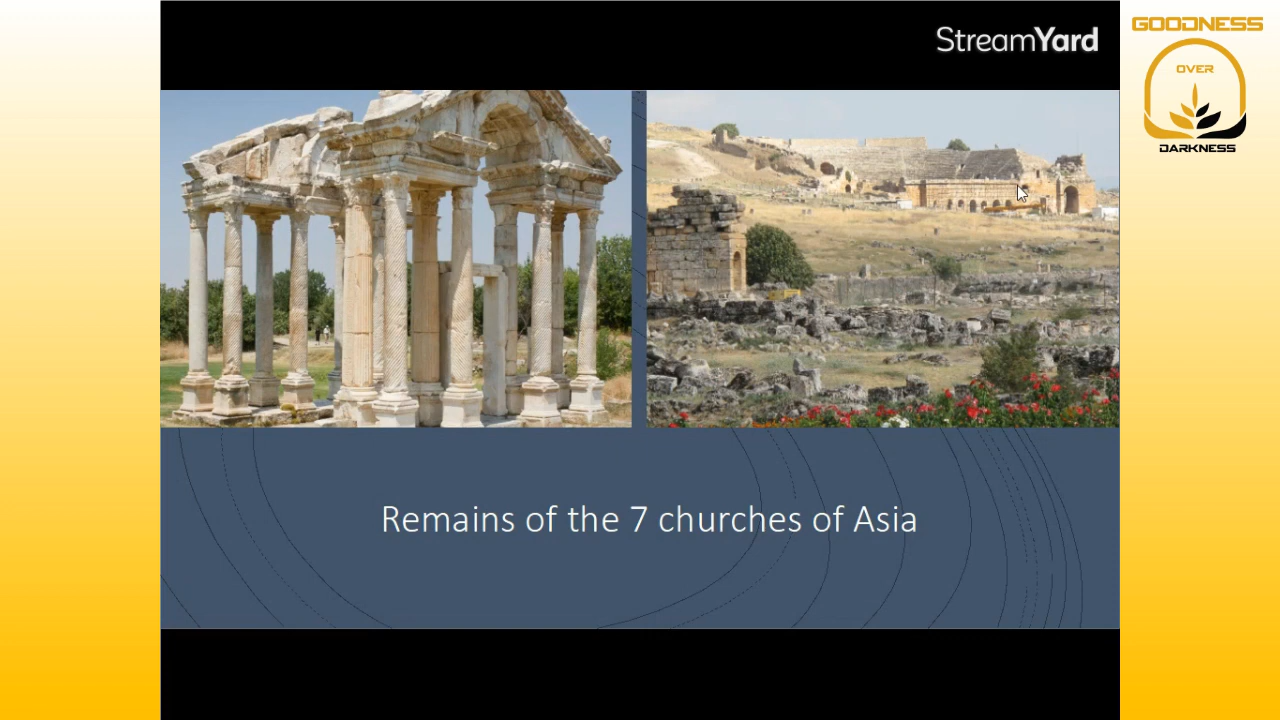 StreamYard
GOODNESS
OVER
DARKNESS
Remains of the 7 churches of Asia